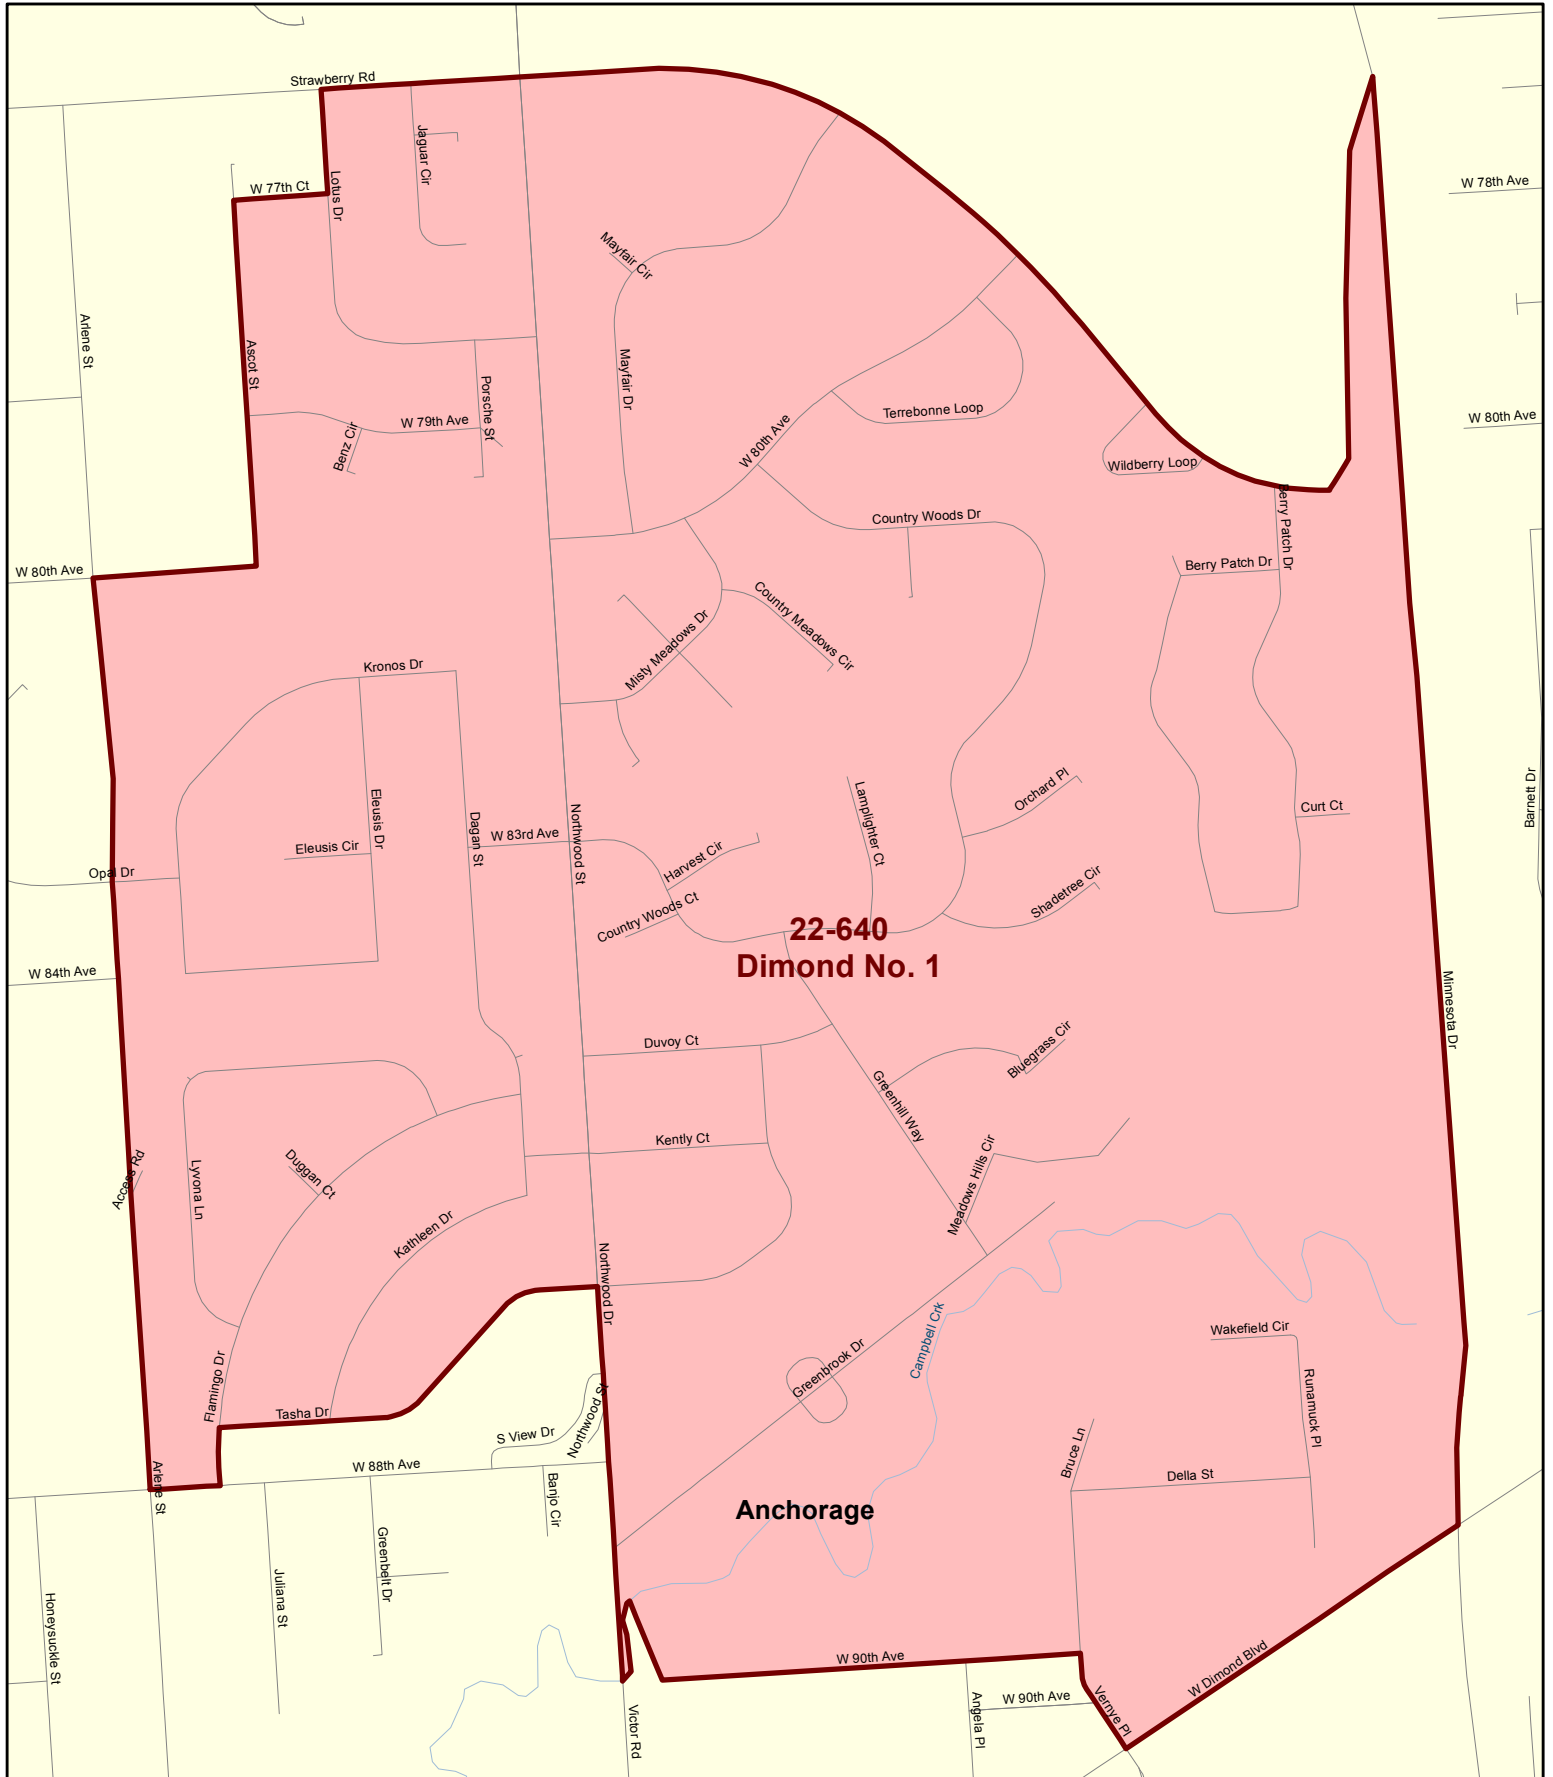 Strawberry Rd
Jaguar Cir
W 77th Ct
Lotus Dr
W 78th Ave
Mayfair Cir
Arlene St
Ascot St
Mayfair Dr
Porsche St
W 79th Ave
Benz Cir
Terrebonne Loop
W 80th Ave
W 80th Ave
Wildberry Loop
Country Woods Dr
Berry Patch Dr
Berry Patch Dr
W 80th Ave
Country Meadows Cir
Misty Meadows Dr
Kronos Dr
Orchard Pl
Barnett Dr
Curt Ct
Eleusis Dr
Dagan St
Northwood St
Lamplighter Ct
W 83rd Ave
Eleusis Cir
Harvest Cir
Opal Dr
Shadetree Cir
Country Woods Ct
22-640
Dimond No. 1
W 84th Ave
Minnesota Dr
Duvoy Ct
Bluegrass Cir
Greenhill Way
Kently Ct
Access Rd
Lyvona Ln
Duggan Ct
Meadows Hills Cir
Kathleen Dr
Northwood Dr
Campbell Crk
Wakefield Cir
Greenbrook Dr
Flamingo Dr
Runamuck Pl
Tasha Dr
Northwood St
S View Dr
Bruce Ln
W 88th Ave
Della St
Arlene St
Banjo Cir
Anchorage
Greenbelt Dr
Juliana St
Honeysuckle St
W 90th Ave
W Dimond Blvd
W 90th Ave
Vernye Pl
Angela Pl
Victor Rd